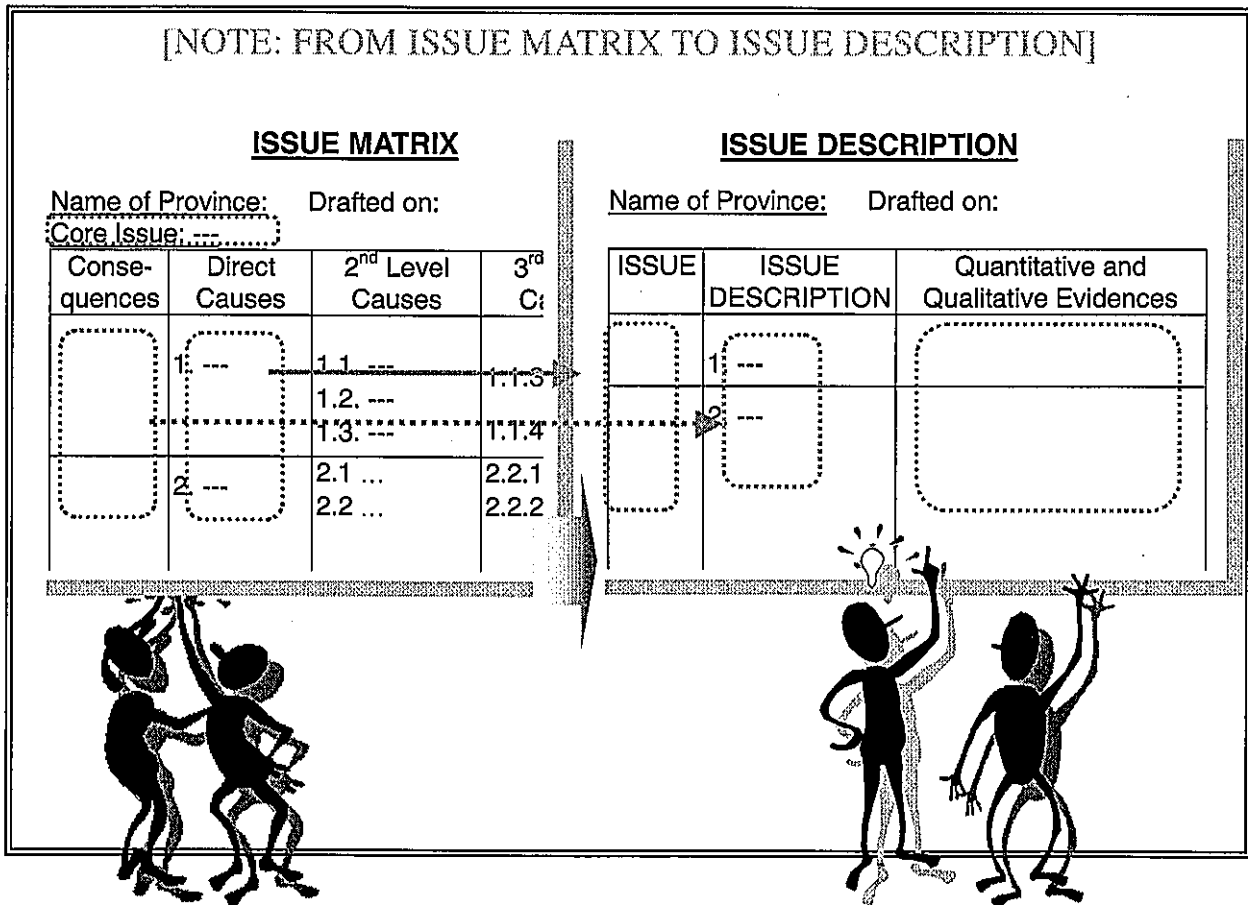 [NOTE: FROM ISSUE MATRIX TO ISSUE DESCRIPTION]
ISSUE MATRIX
Name of Province: Drafted on:
Core Issue: ---
Conse- Direct 2nd Level 3rd
quences Causes Causes Ca
1. --- 1.1. --- 1.1.3
1.2. ---
1.3. --- 1.1.4
2. --- 2.1 ... 2.2.1
2.2 ... 2.2.2
ISSUE DESCRIPTION
Name of Province: Drafted on:
ISSUE ISSUE Quantitative and
DESCRIPTION Qualitative Evidences
1 ---
2 ---